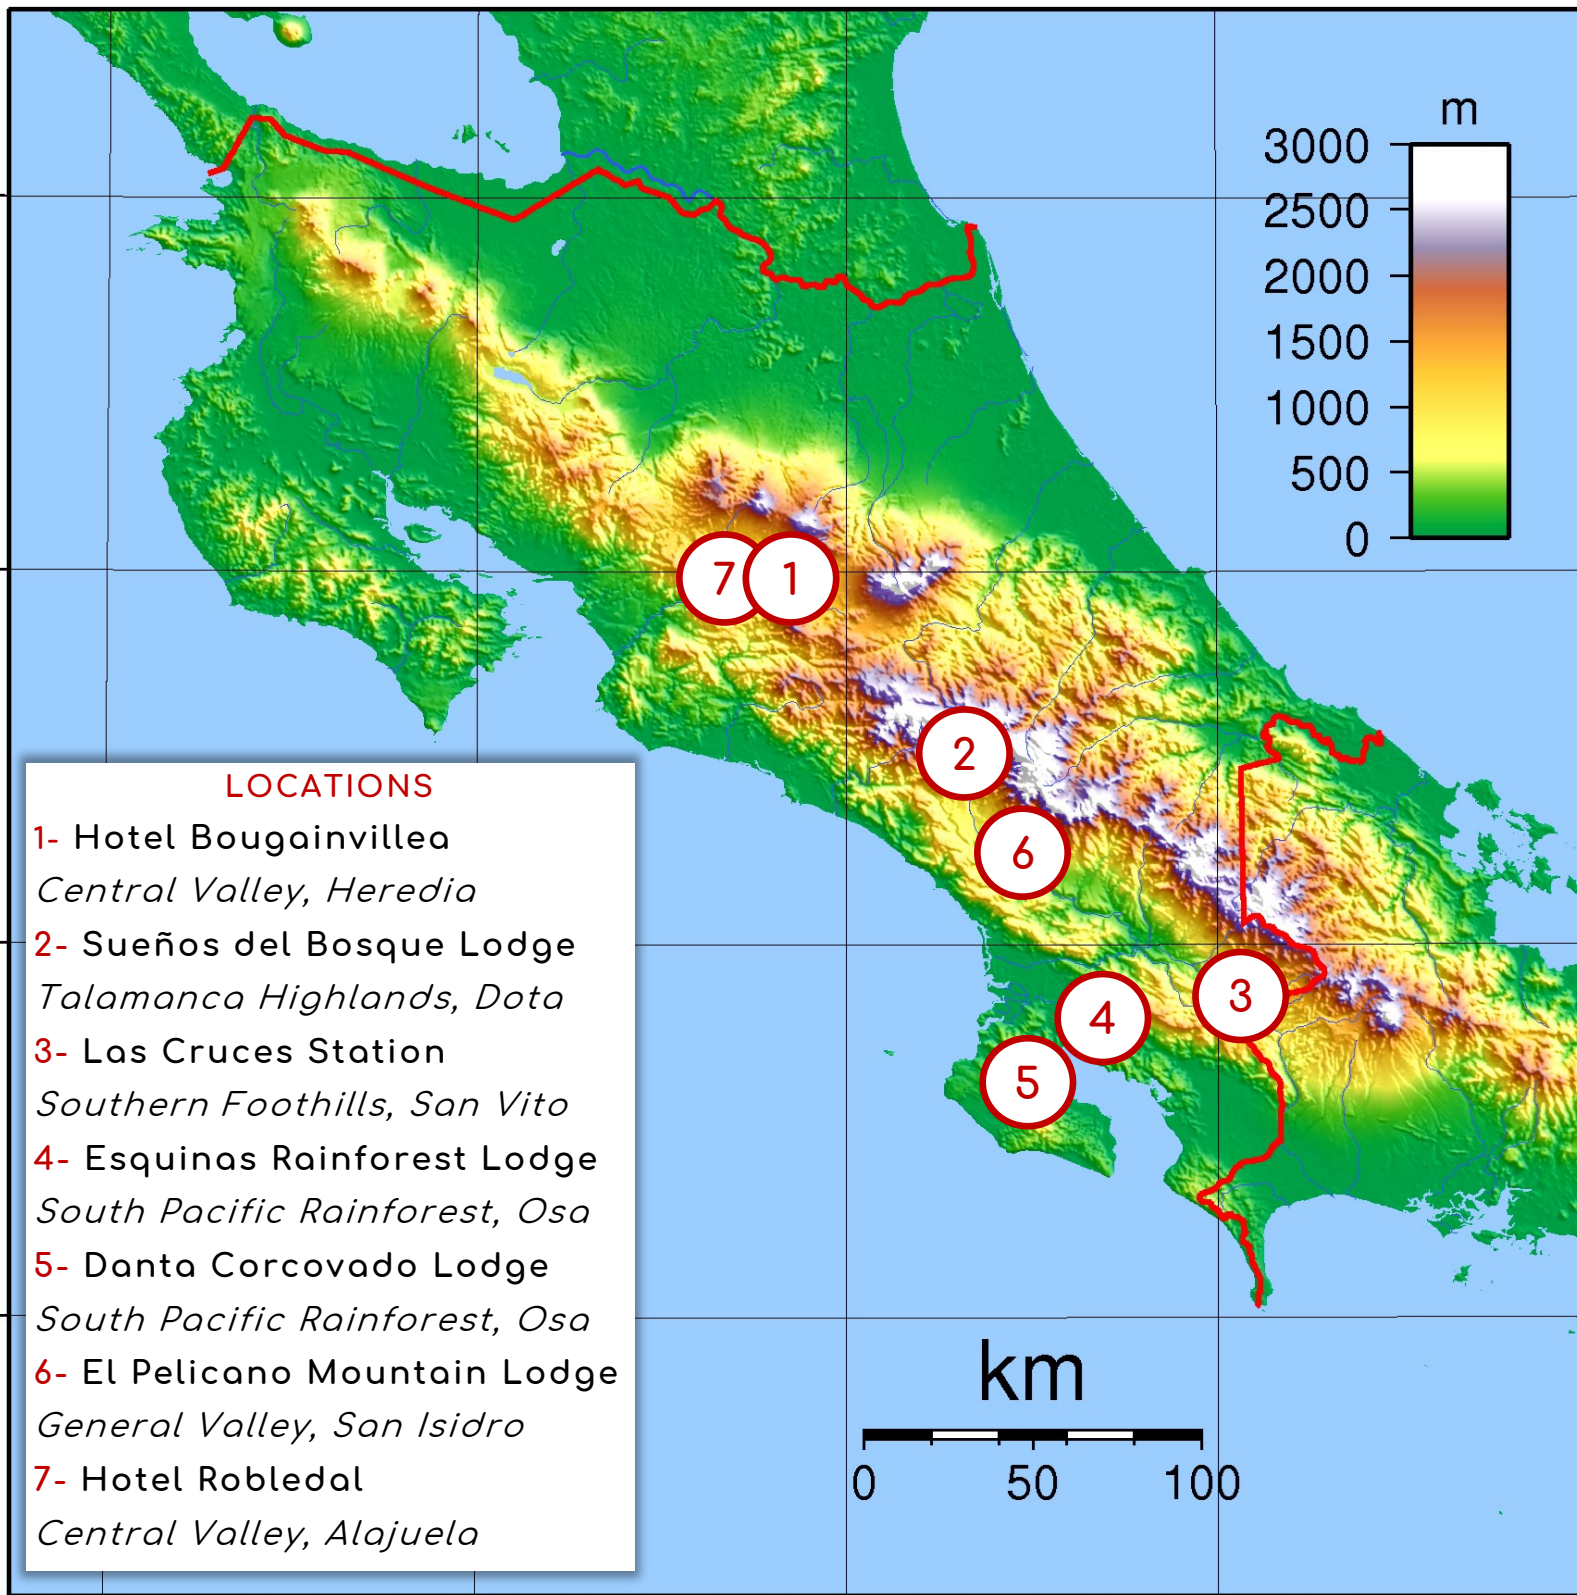 m
3000
2500
2000
1500
1000
500
0
7
1
2
6
3
4
5
LOCATIONS
1- Hotel Bougainvillea
Central Valley, Heredia
2- Sueños del Bosque Lodge
Talamanca Highlands, Dota
3- Las Cruces Station
Southern Foothills, San Vito
4- Esquinas Rainforest Lodge
South Pacific Rainforest, Osa
5- Danta Corcovado Lodge
South Pacific Rainforest, Osa
6- El Pelicano Mountain Lodge
General Valley, San Isidro
7- Hotel Robledal
Central Valley, Alajuela
km
0 50 100